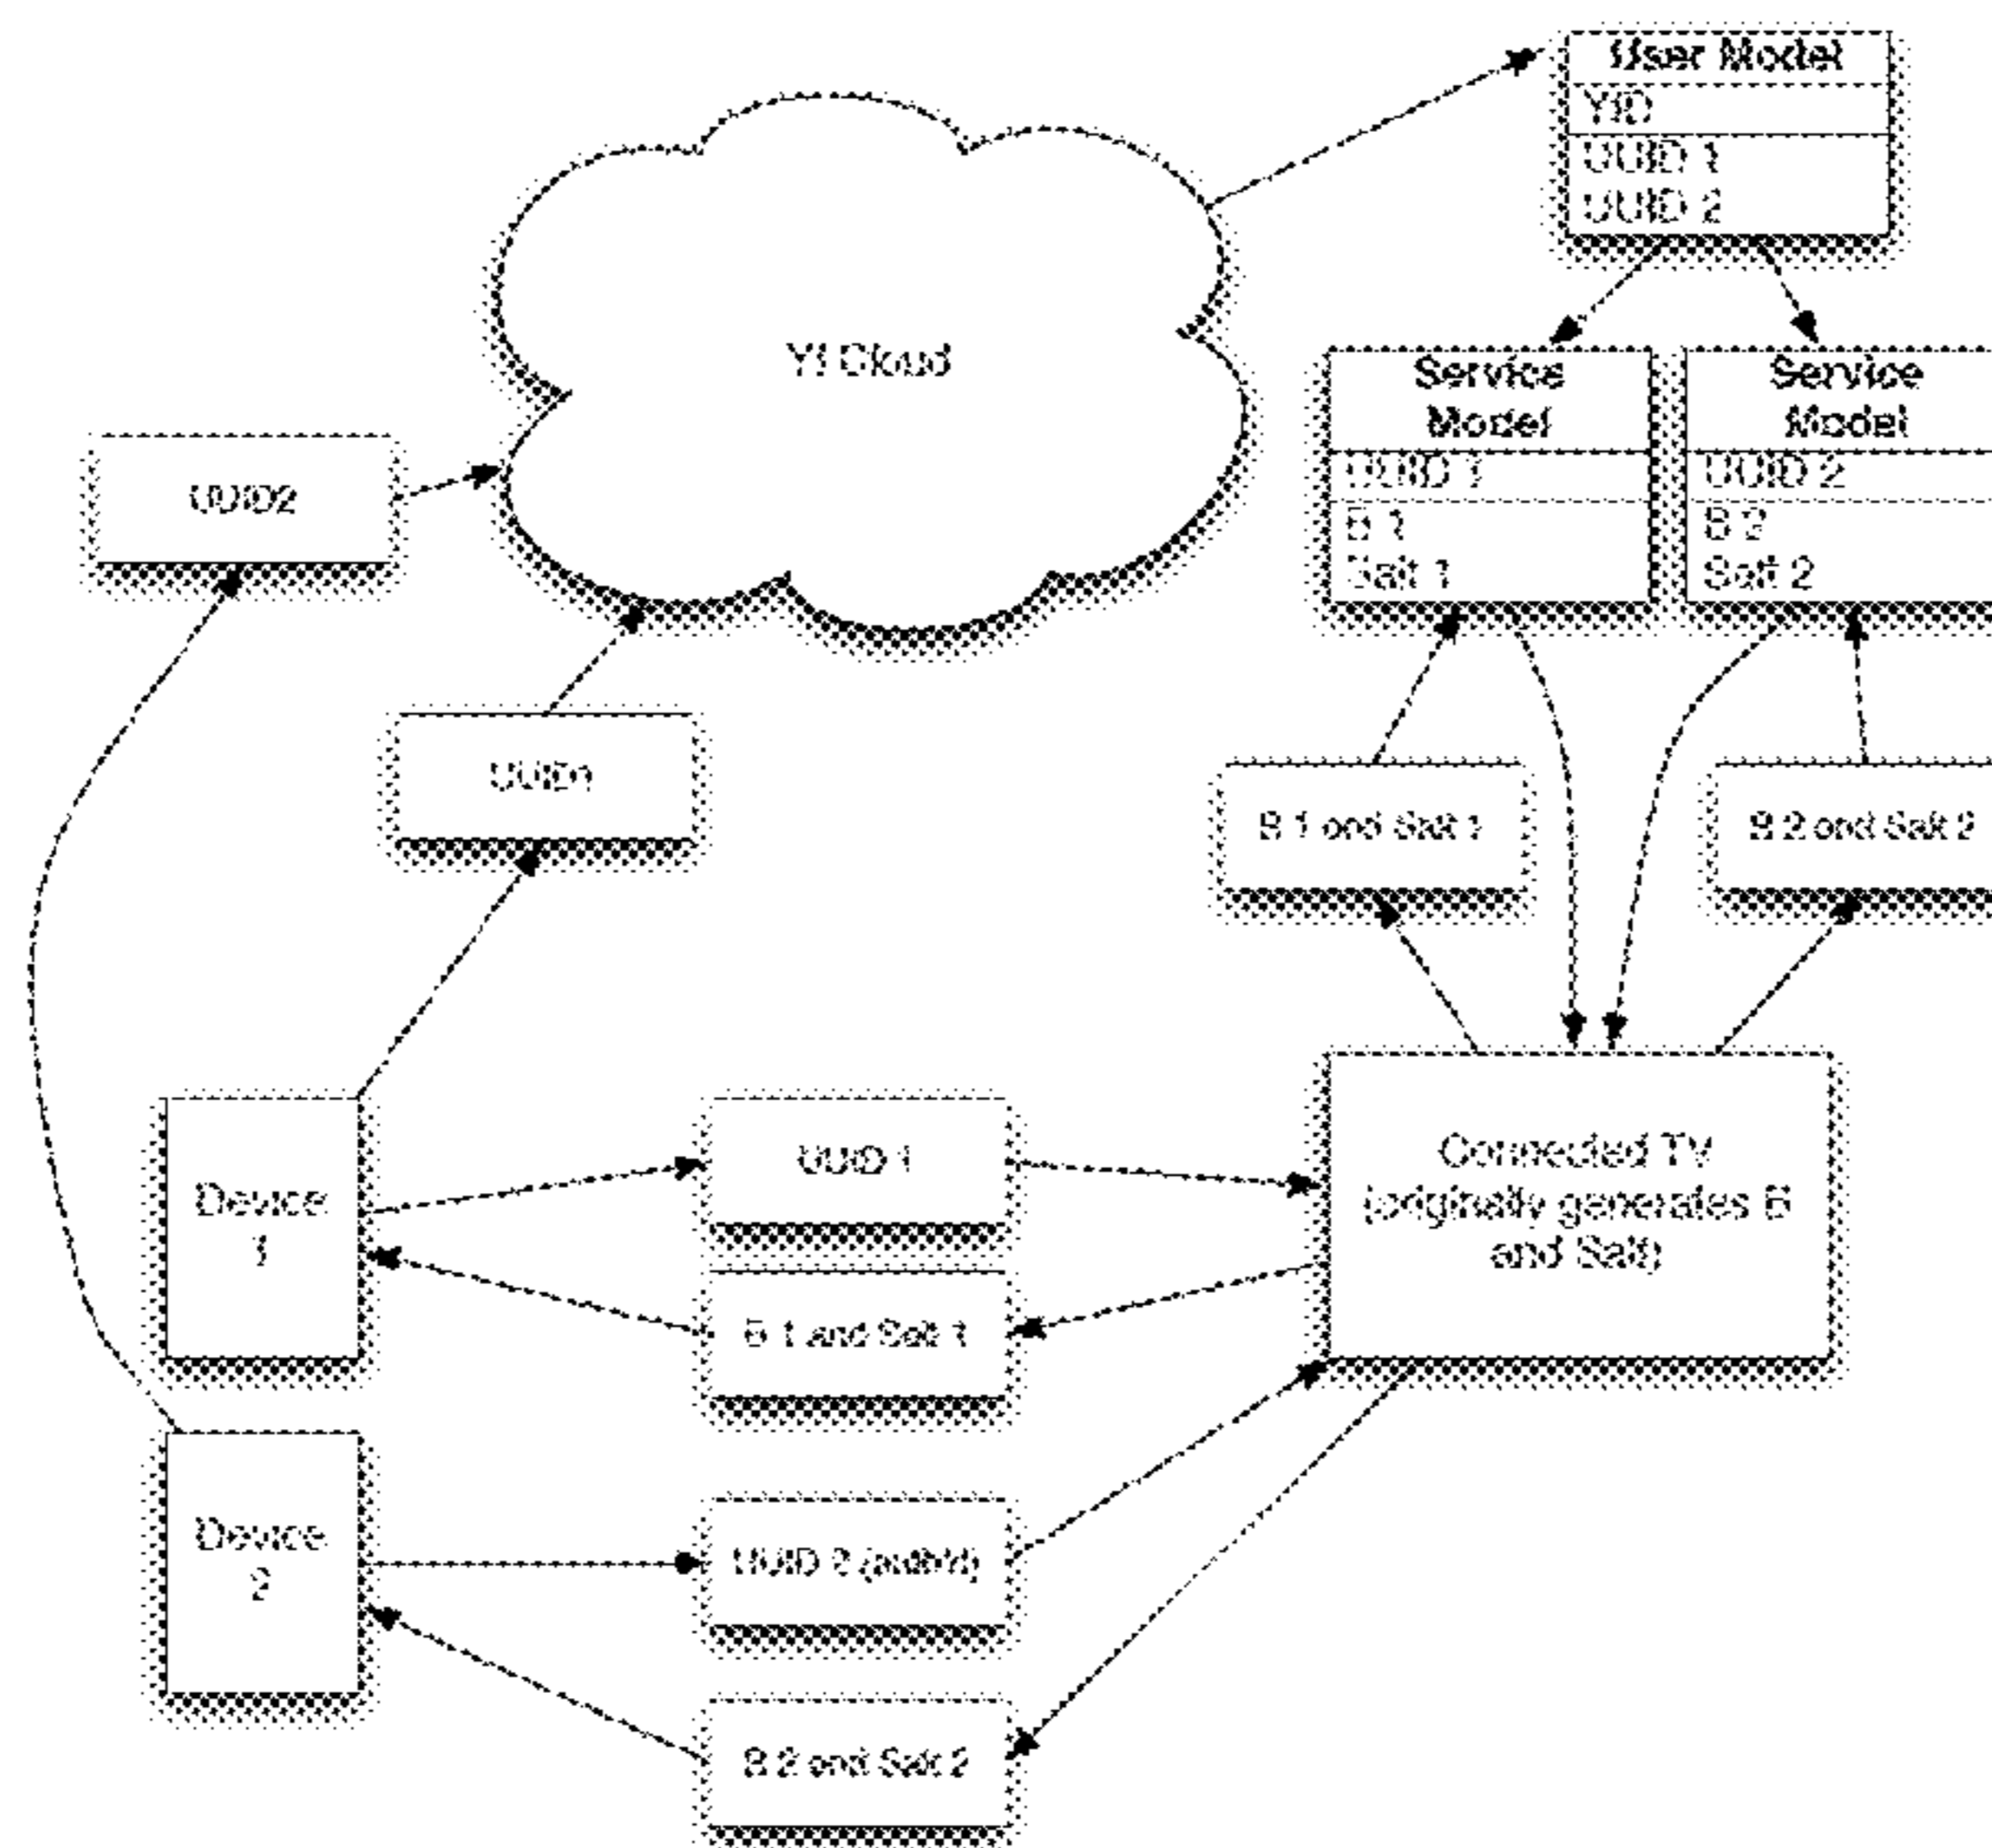 User Model
YID
UUID 1
UUID 2
Y! Cloud
Service
Model
UUID 1
B 1
Salt 1
Service
Model
UUID 2
B 2
Salt 2
UUID2
UUID1
B 1 and Salt 1
B 2 and Salt 2
Device
1
UUID 1
B 1 and Salt 1
Connected TV
(originally generates B
and Salt)
Device
2
UUID 2
B 2 and Salt 2